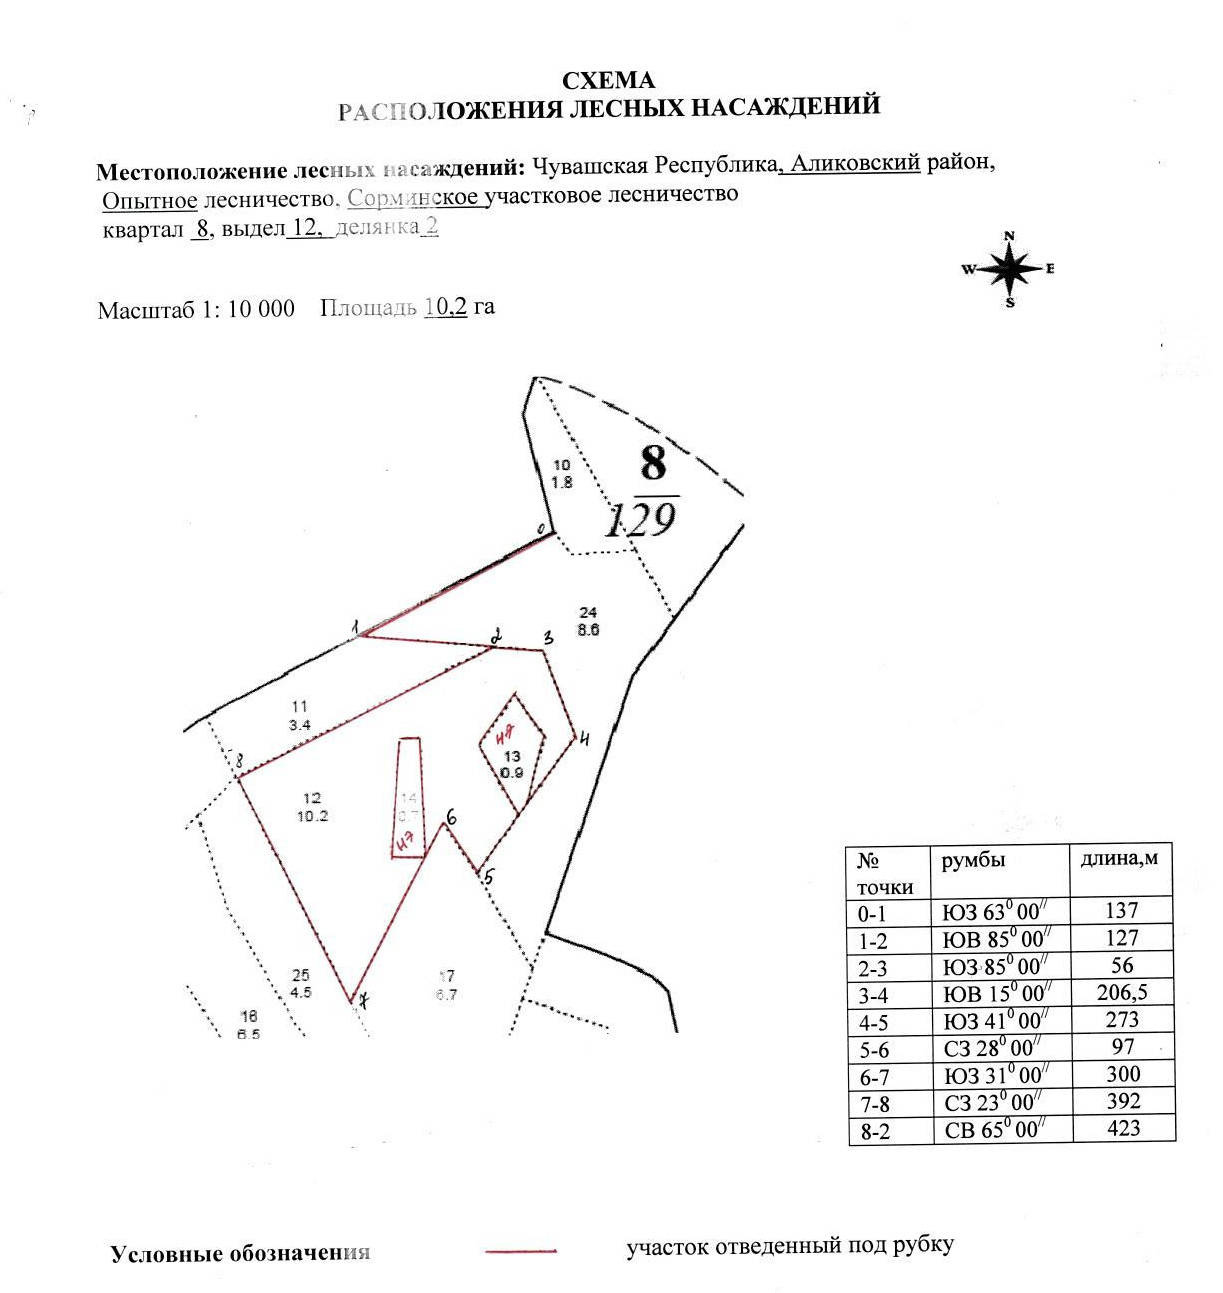 СХЕМА
РАСПОЛОЖЕНИЯ ЛЕСНЫХ НАСАЖДЕНИЙ
Местоположение лесных насаждений: Чувашская Республика, Аликовский район,
Опытное лесничество, Сорминское участковое лесничество
квартал 8, выдел 12, делянка 2
N
W E
S
Масштаб 1: 10 000 Площадь 10,2 га
10
1.8
8
129
0
24
8.6
1
2
3
11
3.4
4
8
НЭ
13
0.9
12
10.2
14
0.7
НЭ
6
5
7
25
4.5
17
6.7
16
6.5
№ точки румбы длина,м
0-1 ЮЗ 63⁰ 00// 137
1-2 ЮВ 85⁰ 00// 127
2-3 ЮЗ 85⁰ 00// 56
3-4 ЮВ 15⁰ 00// 206,5
4-5 ЮЗ 41⁰ 00// 273
5-6 СЗ 28⁰ 00// 97
6-7 ЮЗ 31⁰ 00// 300
7-8 СЗ 23⁰ 00// 392
8-2 СВ 65⁰ 00// 423
Условные обозначения участок отведенный под рубку